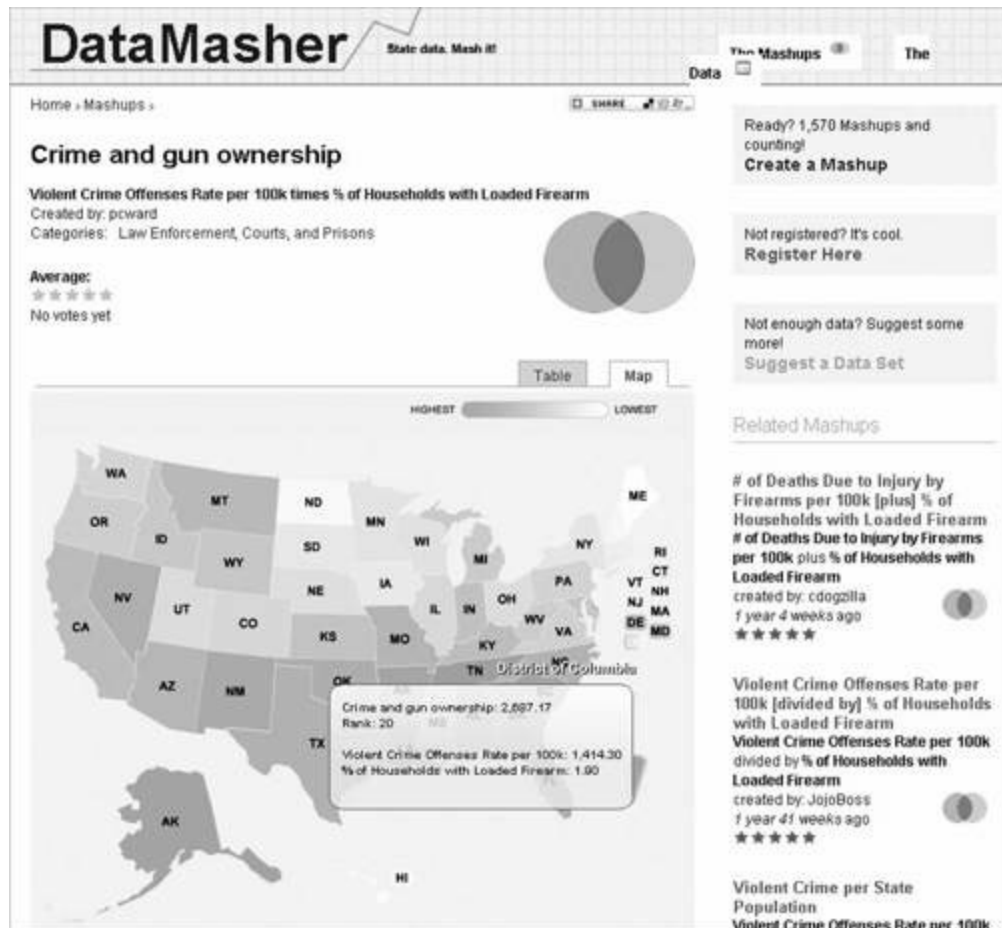 DataMasher
State data. Mash it!
The Mashups
The
Data
Home › Mashups ›
SHARE
Crime and gun ownership
Violent Crime Offenses Rate per 100k times % of Households with Loaded Firearm
Created by: pcward
Categories: Law Enforcement, Courts, and Prisons
Average:
No votes yet
Table
Map
HIGHEST
LOWEST
WA
MT
ND
MN
ME
OR
ID
SD
WI
NY
WY
MI
RI
NV
NE
IA
PA
VT
CT
UT
IL
IN
OH
NJ
NH
CA
CO
WV
MA
KS
MO
KY
VA
DE
MD
AZ
NM
OK
TN
NC
District of Columbia
TX
Crime and gun ownership: 2,687.17
Rank: 20
Violent Crime Offenses Rate per 100k: 1,414.30
% of Households with Loaded Firearm: 1.90
AK
HI
Ready? 1,570 Mashups and
counting!
Create a Mashup
Not registered? It's cool.
Register Here
Not enough data? Suggest some
more!
Suggest a Data Set
Related Mashups
# of Deaths Due to Injury by
Firearms per 100k [plus] % of
Households with Loaded Firearm
# of Deaths Due to Injury by Firearms
per 100k plus % of Households with
Loaded Firearm
created by: cdogzilla
1 year 4 weeks ago
Violent Crime Offenses Rate per
100k [divided by] % of Households
with Loaded Firearm
Violent Crime Offenses Rate per 100k
divided by % of Households with
Loaded Firearm
created by: JojoBoss
1 year 41 weeks ago
Violent Crime per State
Population
Violent Crime Offenses Rate per 100k